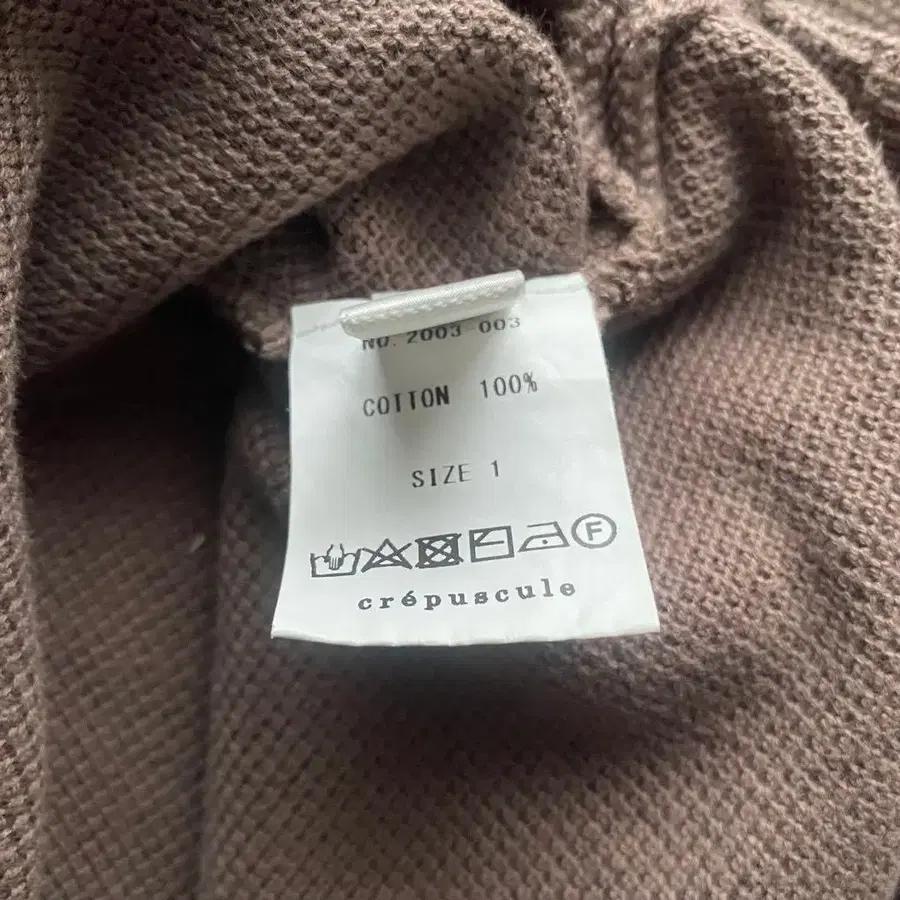 NO. 2003-003
COTTON 100%
SIZE 1
F
crépuscule